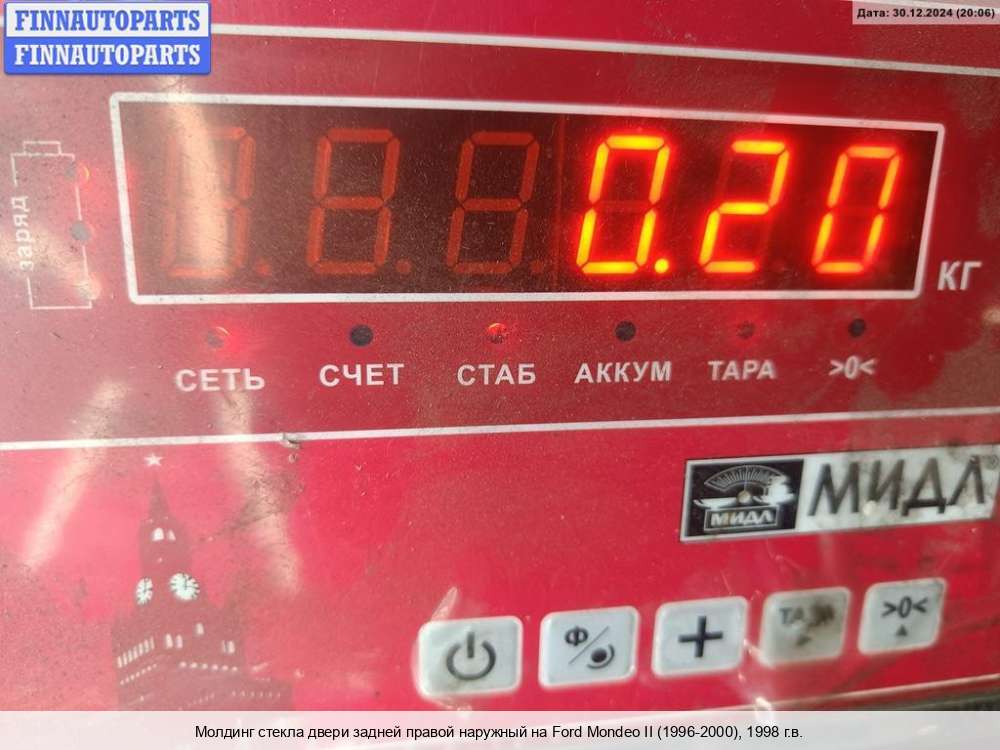 FINNAUTOPARTS
FINNAUTOPARTS
Дата: 30.12.2024 (20:06)
заряд
0.20
КГ
СЕТЬ СЧЕТ СТАБ АККУМ ТАРА >0<
МИДЛ МИДЛ
Ф ТАРА >0<
Молдинг стекла двери задней правой наружный на Ford Mondeo II (1996-2000), 1998 г.в.